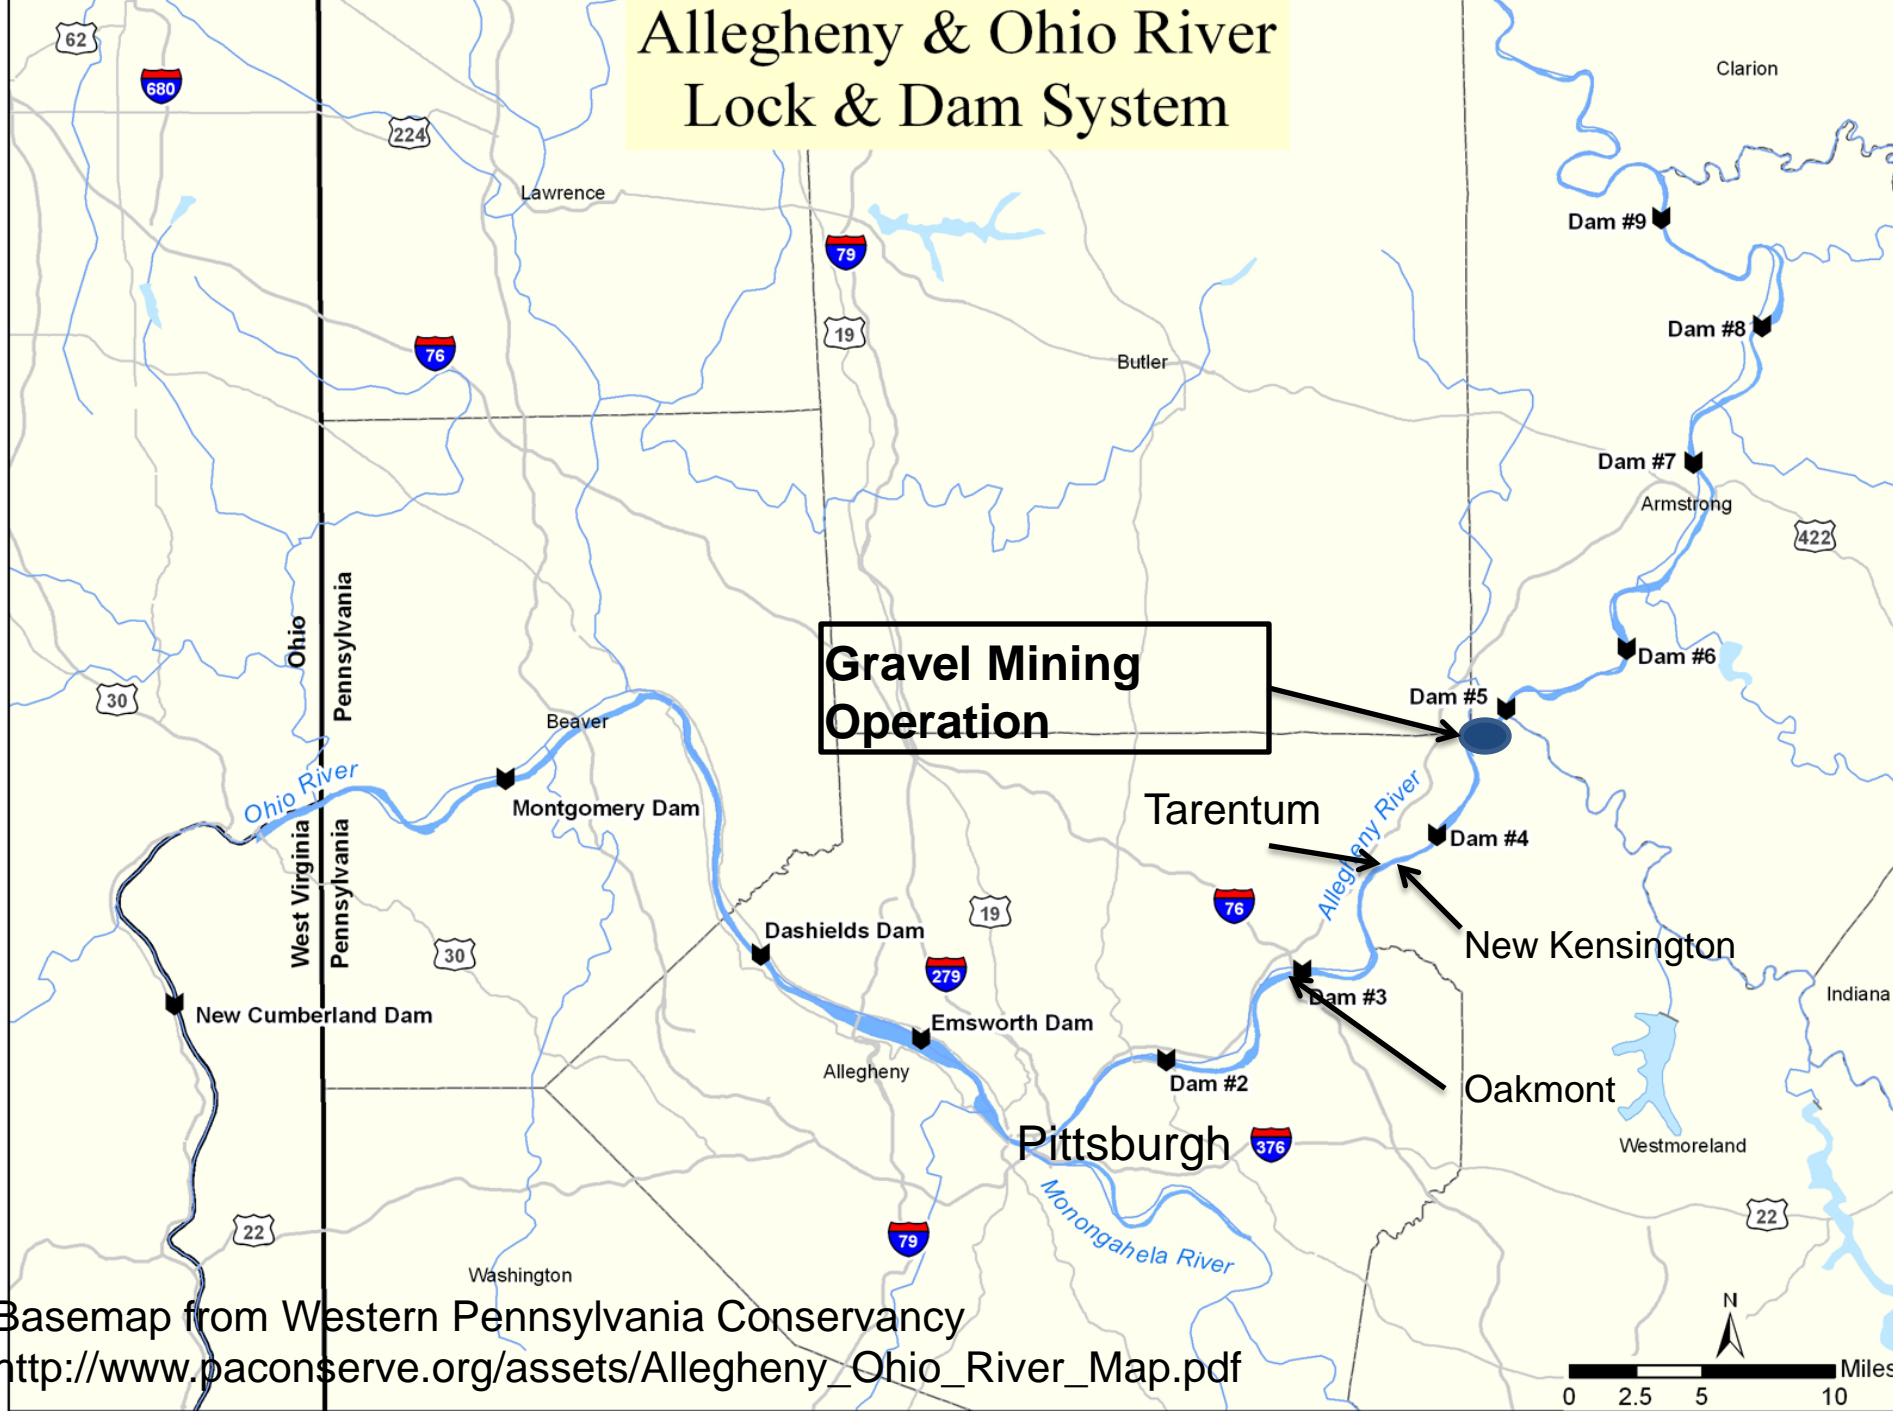 Allegheny & Ohio River
Lock & Dam System
62
680
224
Clarion
Lawrence
Dam #9
79
19
Dam #8
76
Butler
Dam #7
Armstrong
422
Ohio
Pennsylvania
Gravel Mining
Operation
Dam #6
Dam #5
30
Beaver
Ohio River
Montgomery Dam
Tarentum
Allegheny River
Dam #4
West Virginia
Pennsylvania
76
19
Dashields Dam
New Kensington
30
279
Dam #3
Indiana
New Cumberland Dam
Emsworth Dam
Allegheny
Dam #2
Oakmont
Pittsburgh
376
Westmoreland
Monongahela River
22
79
22
Washington
Basemap from Western Pennsylvania Conservancy
http://www.paconserve.org/assets/Allegheny_Ohio_River_Map.pdf
N
Miles
0 2.5 5 10